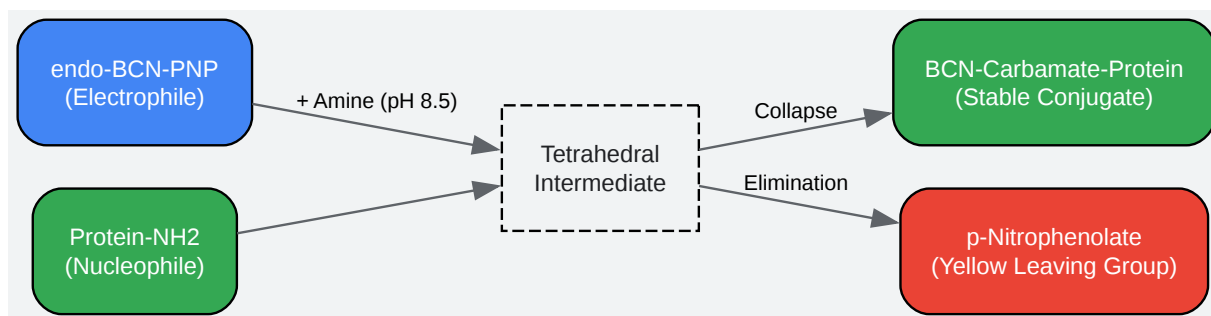 endo-BCN-PNP
(Electrophile)
+ Amine (pH 8.5)
Protein-NH2
(Nucleophile)
Tetrahedral
Intermediate
Collapse
BCN-Carbamate-Protein
(Stable Conjugate)
Elimination
p-Nitrophenolate
(Yellow Leaving Group)